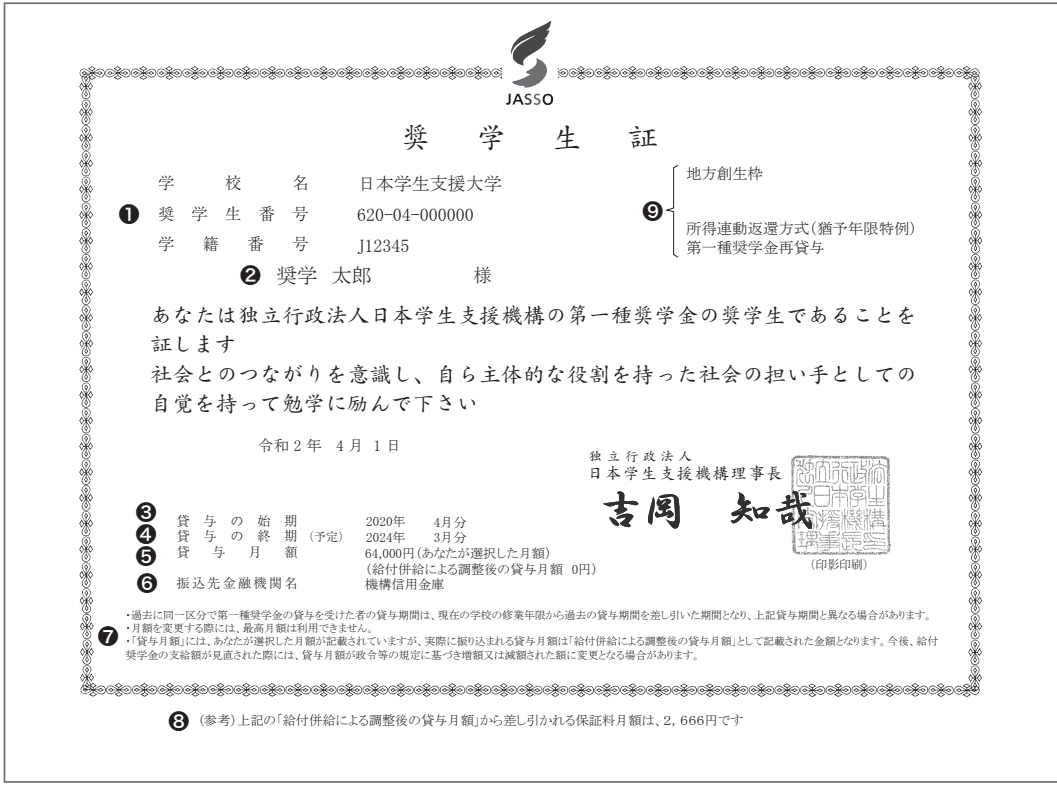 JASSO
奨学生証
学校名 日本学生支援大学
❶ 奨学生番号 620-04-000000
学籍番号 J12345
❷ 奨学 太郎 様
❾
地方創生枠
所得連動返還方式(猶予年限特例)
第一種奨学金再貸与
あなたは独立行政法人日本学生支援機構の第一種奨学金の奨学生であることを
証します
社会とのつながりを意識し、自ら主体的な役割を持った社会の担い手としての
自覚を持って勉学に励んで下さい
令和2年 4月 1日
独立行政法人
日本学生支援機構理事長
吉岡 知哉
(印影印刷)
❸ 貸与の始期 2020年 4月分
❹ 貸与の終期(予定) 2024年 3月分
❺ 貸与月額 64,000円(あなたが選択した月額)
(給付併給による調整後の貸与月額 0円)
❻ 振込先金融機関名 機構信用金庫
❼
・過去に同一区分で第一種奨学金の貸与を受けた者の貸与期間は、現在の学校の修業年限から過去の貸与期間を差し引いた期間となり、上記貸与期間と異なる場合があります。
・月額を変更する際には、最高月額は利用できません。
・「貸与月額」には、あなたが選択した月額が記載されていますが、実際に振り込まれる貸与月額は「給付併給による調整後の貸与月額」として記載された金額となります。今後、給付
奨学金の支給額が見直された際には、貸与月額が政令等の規定に基づき増額又は減額された額に変更となる場合があります。
❽ (参考)上記の「給付併給による調整後の貸与月額」から差し引かれる保証料月額は、2,666円です